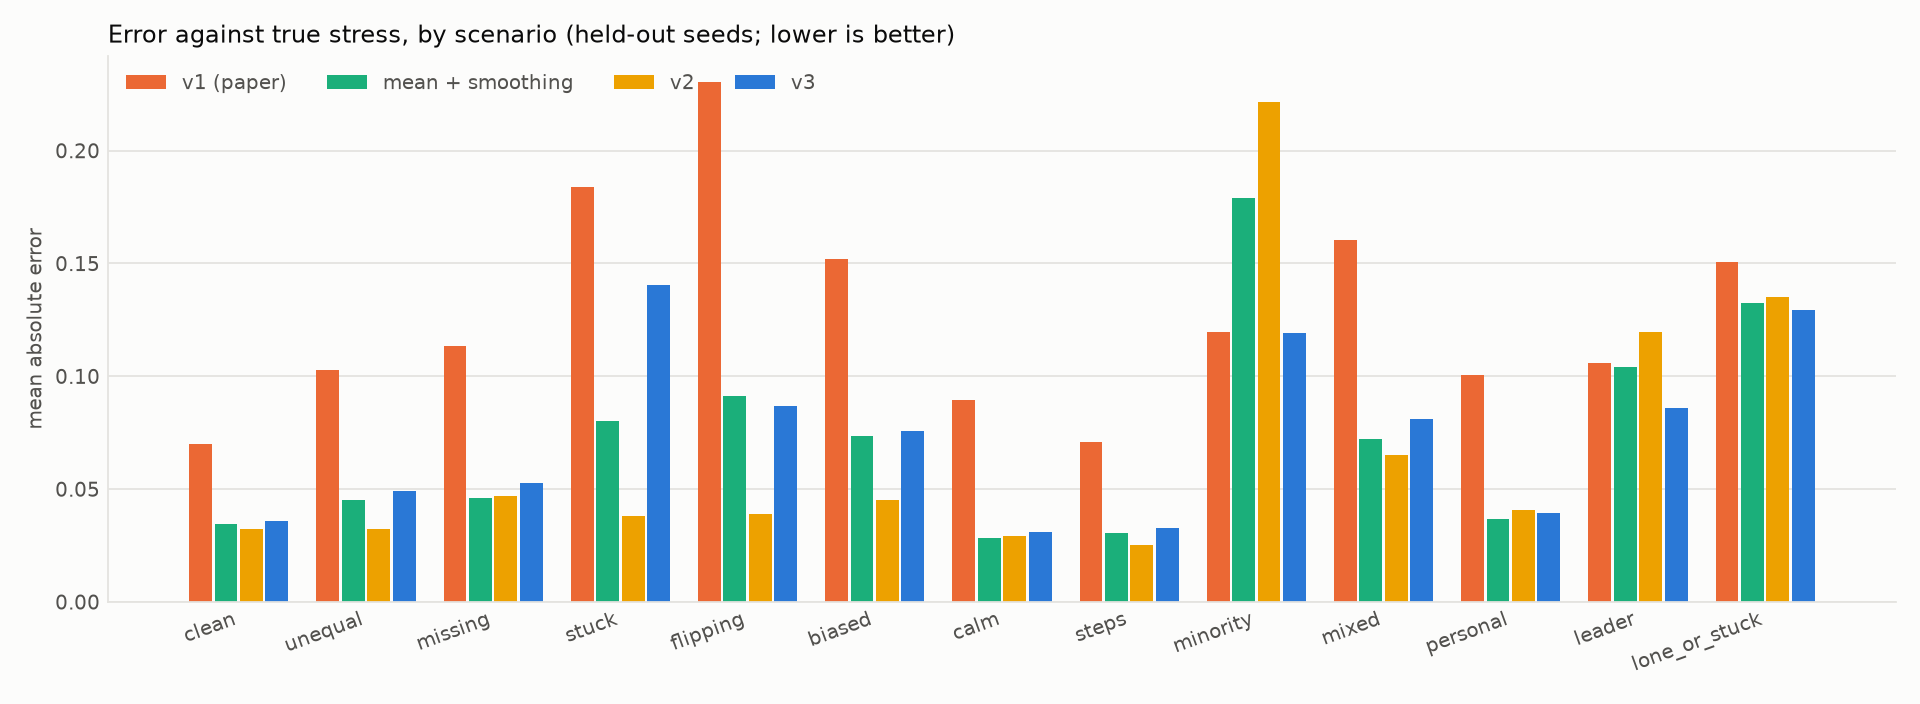 Error against true stress, by scenario (held-out seeds; lower is better)
v1 (paper) mean + smoothing v2 v3
mean absolute error
0.20
0.15
0.10
0.05
0.00
clean unequal missing stuck flipping biased calm steps minority mixed personal leader lone_or_stuck